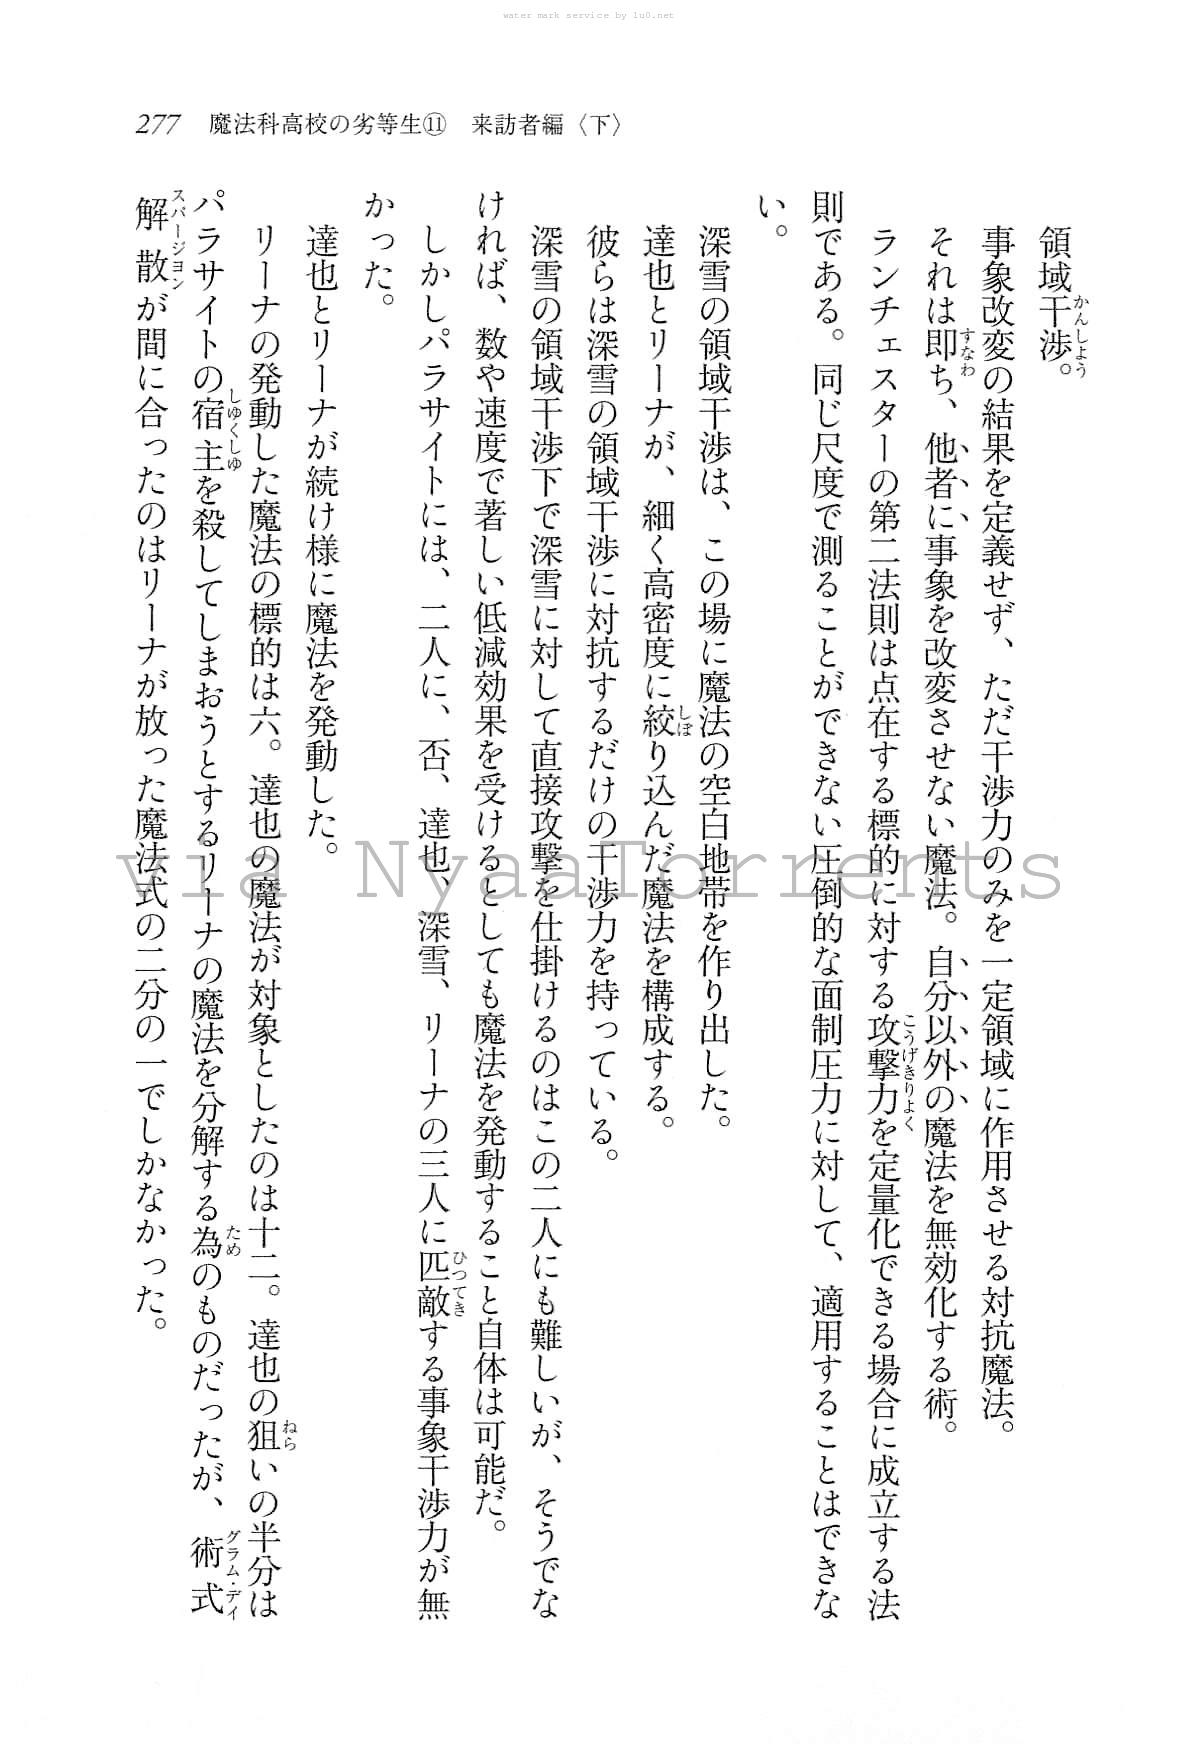 water mark service by 1u0.net
277 魔法科高校の劣等生⑪ 来訪者編〈下〉
領域干渉。
事象改変の結果を定義せず、ただ干渉力のみを一定領域に作用させる対抗魔法。
それは即ち、他者に事象を改変させない魔法。自分以外の魔法を無効化する術。
ランチェスターの第二法則は点在する標的に対する攻撃力を定量化できる場合に成立する法
則である。同じ尺度で測ることができない圧倒的な面制圧力に対して、適用することはできな
い。
深雪の領域干渉は、この場に魔法の空白地帯を作り出した。
達也とリーナが、細く高密度に絞り込んだ魔法を構成する。
彼らは深雪の領域干渉に対抗するだけの干渉力を持っている。
深雪の領域干渉下で深雪に対して直接攻撃を仕掛けるのはこの二人にも難しいが、そうでな
ければ、数や速度で著しい低減効果を受けるとしても魔法を発動すること自体は可能だ。
しかしパラサイトには、二人に、否、達也、深雪、リーナの三人に匹敵する事象干渉力が無
かった。
達也とリーナが続け様に魔法を発動した。
リーナの発動した魔法の標的は六。達也の魔法が対象としたのは十二。達也の狙いの半分は
パラサイトの宿主を殺してしまおうとするリーナの魔法を分解する為のものだったが、術式
解散が間に合ったのはリーナが放った魔法式の二分の一でしかなかった。
via NyaaTorrents